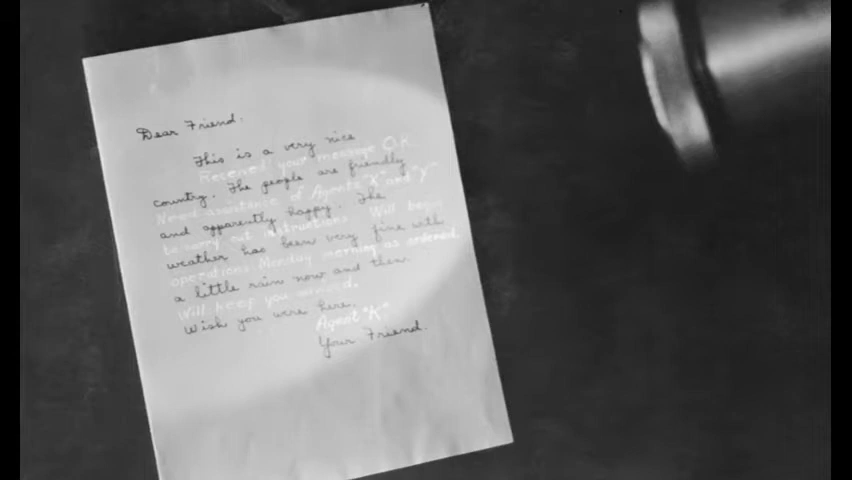 Dear Friend:
This is a very nice
Received your message O.K.
country. The people are friendly
Need assistance of Agents "X" and "Y"
and apparently happy. The
to carry out instructions. Will begin
weather has been very fine with
operations Monday morning as ordered.
a little rain now and then.
Will keep you
Wish you were here.
Agent "K"
Your Friend.